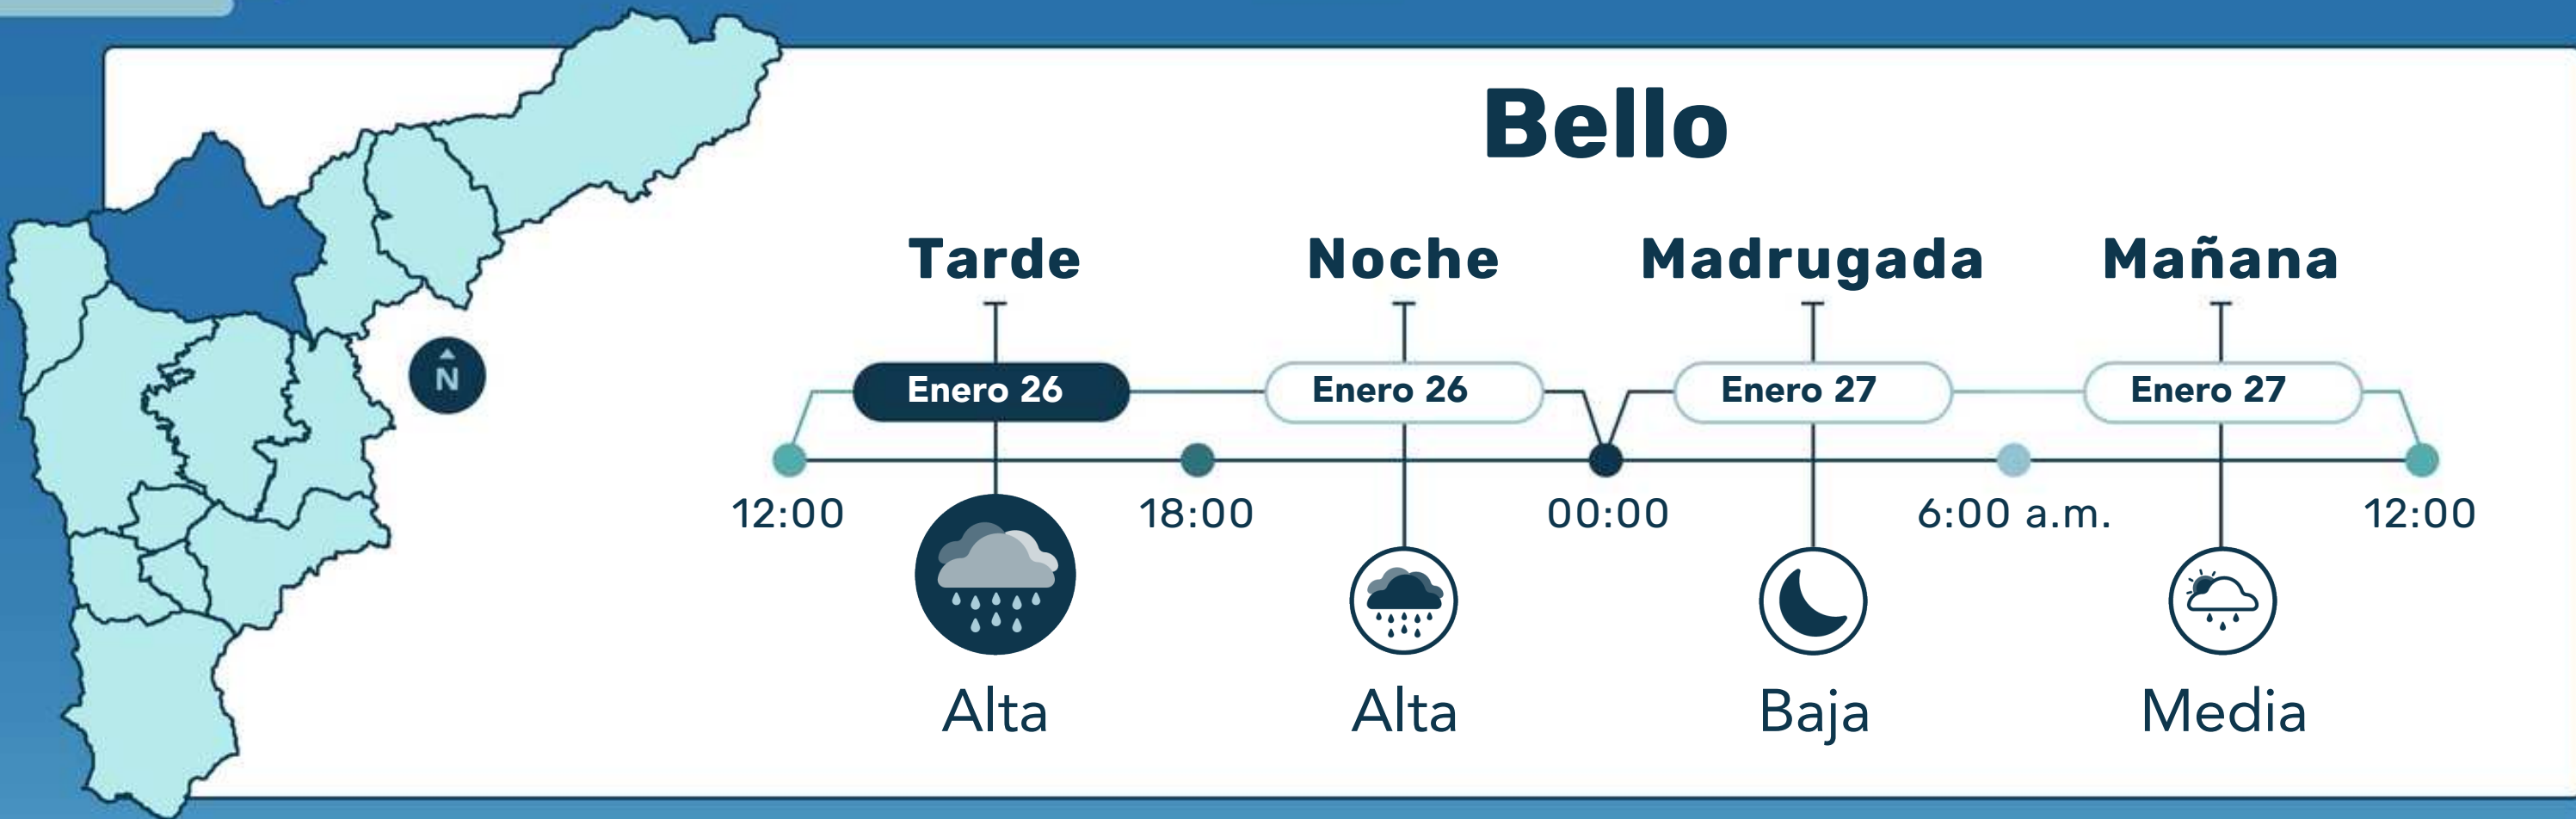 Bello
Tarde Noche Madrugada Mañana
N
Enero 26 Enero 26 Enero 27 Enero 27
12:00 18:00 00:00 6:00 a.m. 12:00
Alta Alta Baja Media